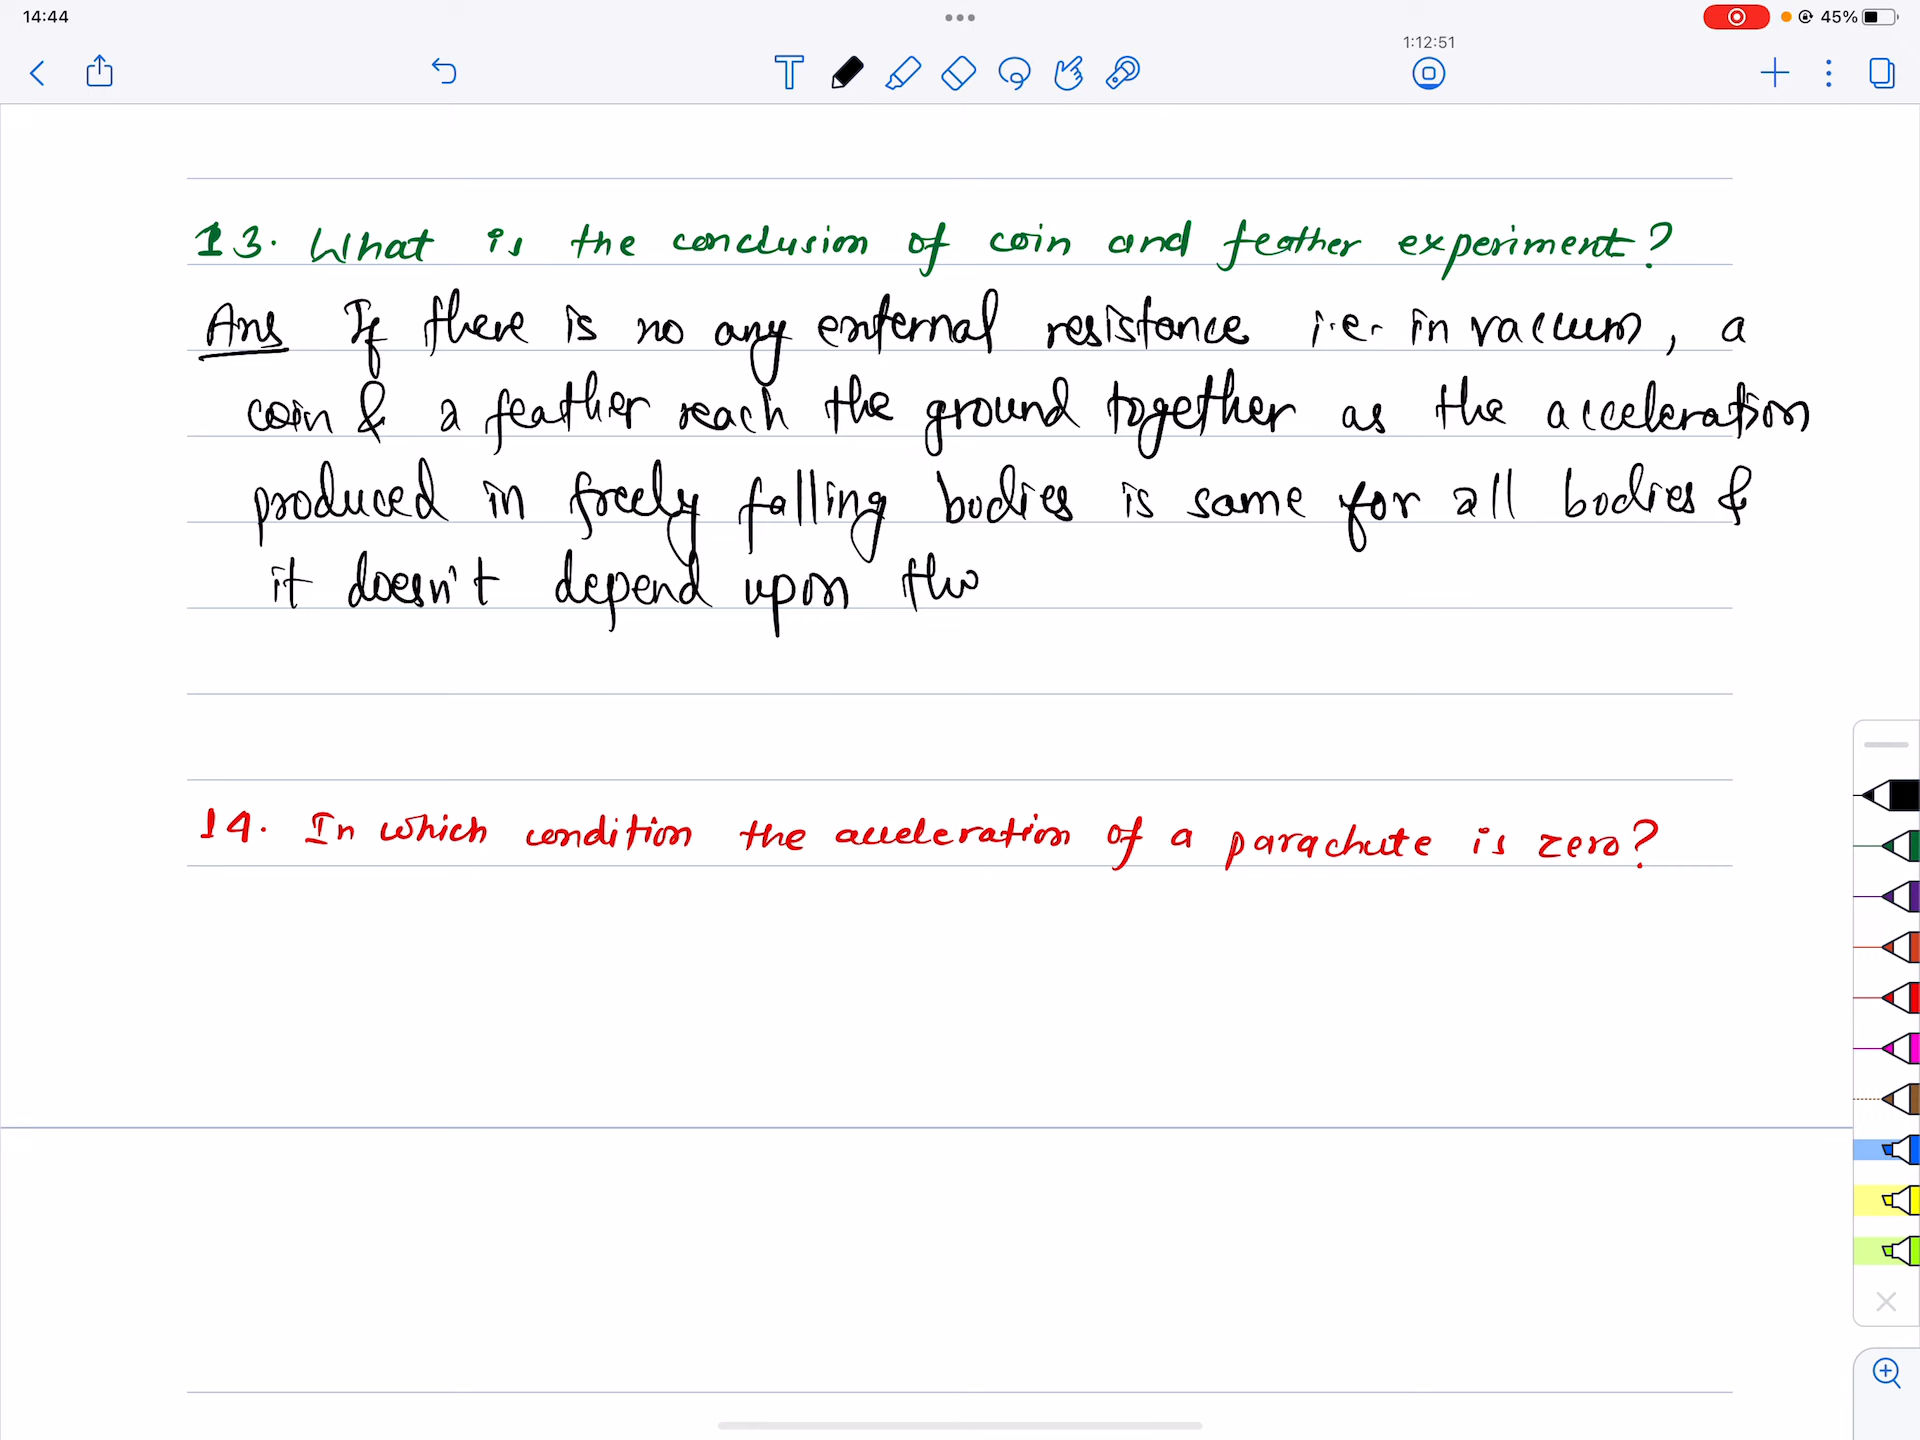 14:44
45%
1:12:51
T
13. What is the conclusion of coin and feather experiment?
Ans If there is no any external resistance i.e. in vaccum, a
coin & a feather reach the ground together as the acceleration
produced in freely falling bodies is same for all bodies &
it doesn't depend upon the
14. In which condition the acceleration of a parachute is zero?